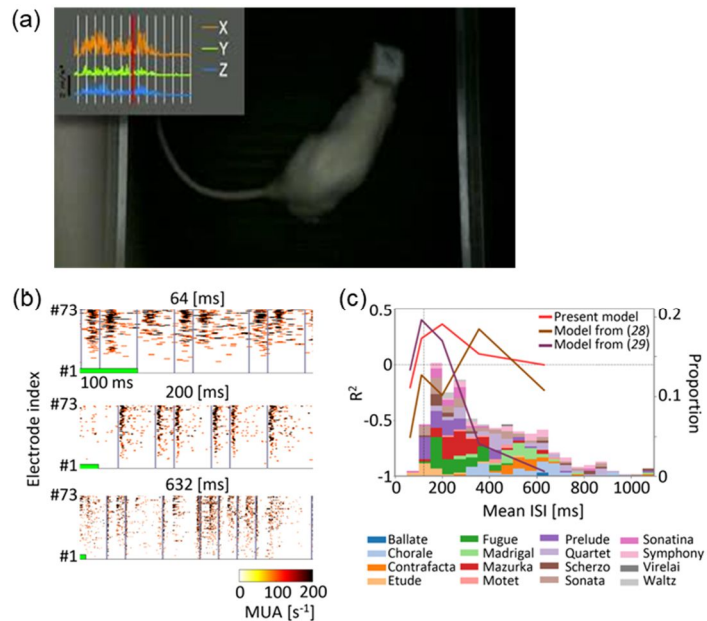 (a)
X
Y
Z
(b)
64 [ms]
#73
#1
100 ms
200 [ms]
#73
#1
632 [ms]
#73
#1
Electrode index
0 100 200
MUA [s-1]
(c)
0.5
0
-0.5
-1
R2
Present model
Model from (28)
Model from (29)
0.2
0.1
0
Proportion
0 200 400 600 800 1000
Mean ISI [ms]
Ballate Fugue Prelude Sonatina
Chorale Madrigal Quartet Symphony
Contrafacta Mazurka Scherzo Virelai
Etude Motet Sonata Waltz